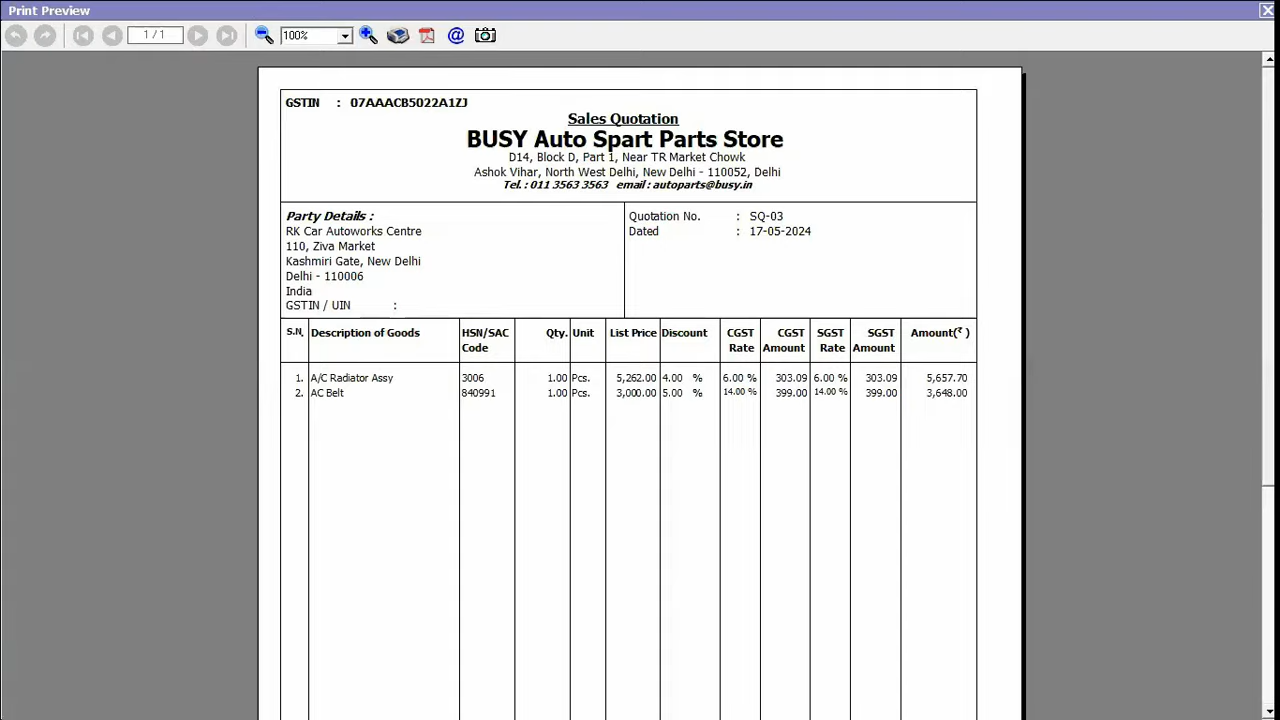 Print Preview
1 / 1
100%
GSTIN : 07AAACB5022A1ZJ
Sales Quotation
BUSY Auto Spart Parts Store
D14, Block D, Part 1, Near TR Market Chowk
Ashok Vihar, North West Delhi, New Delhi - 110052, Delhi
Tel. : 011 3563 3563 email : autoparts@busy.in
Party Details :
RK Car Autoworks Centre
110, Ziva Market
Kashmiri Gate, New Delhi
Delhi - 110006
India
GSTIN / UIN :
Quotation No. : SQ-03
Dated : 17-05-2024
S.N. Description of Goods HSN/SAC Code Qty. Unit List Price Discount CGST Rate CGST Amount SGST Rate SGST Amount Amount(₹ )
1. A/C Radiator Assy 3006 1.00 Pcs. 5,262.00 4.00 % 6.00 % 303.09 6.00 % 303.09 5,657.70
2. AC Belt 840991 1.00 Pcs. 3,000.00 5.00 % 14.00 % 399.00 14.00 % 399.00 3,648.00